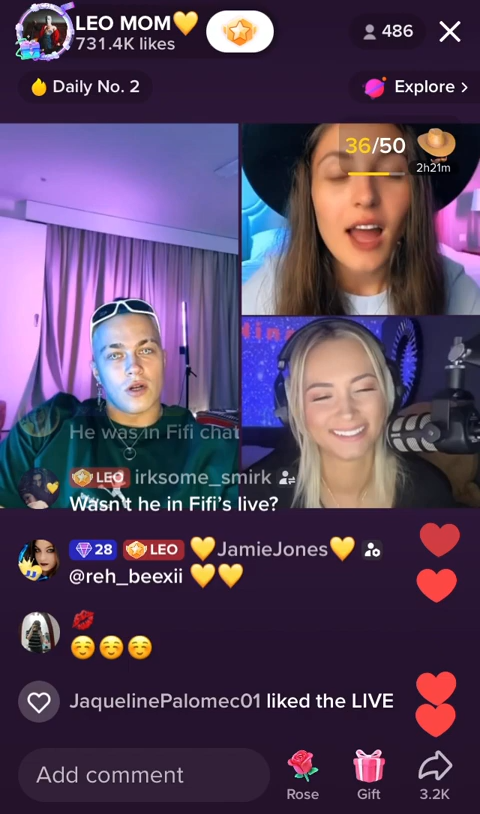 LEO MOM💛
731.4K likes
486
Daily No. 2
Explore >
36/50
2h21m
He was in Fifi chat
LEO irksome_smirk
Wasn't he in Fifi's live?
28 LEO 💛JamieJones💛
@reh_beexii 💛💛
💋
☺️☺️☺️
JaquelinePalomec01 liked the LIVE
Add comment
Rose
Gift
3.2K